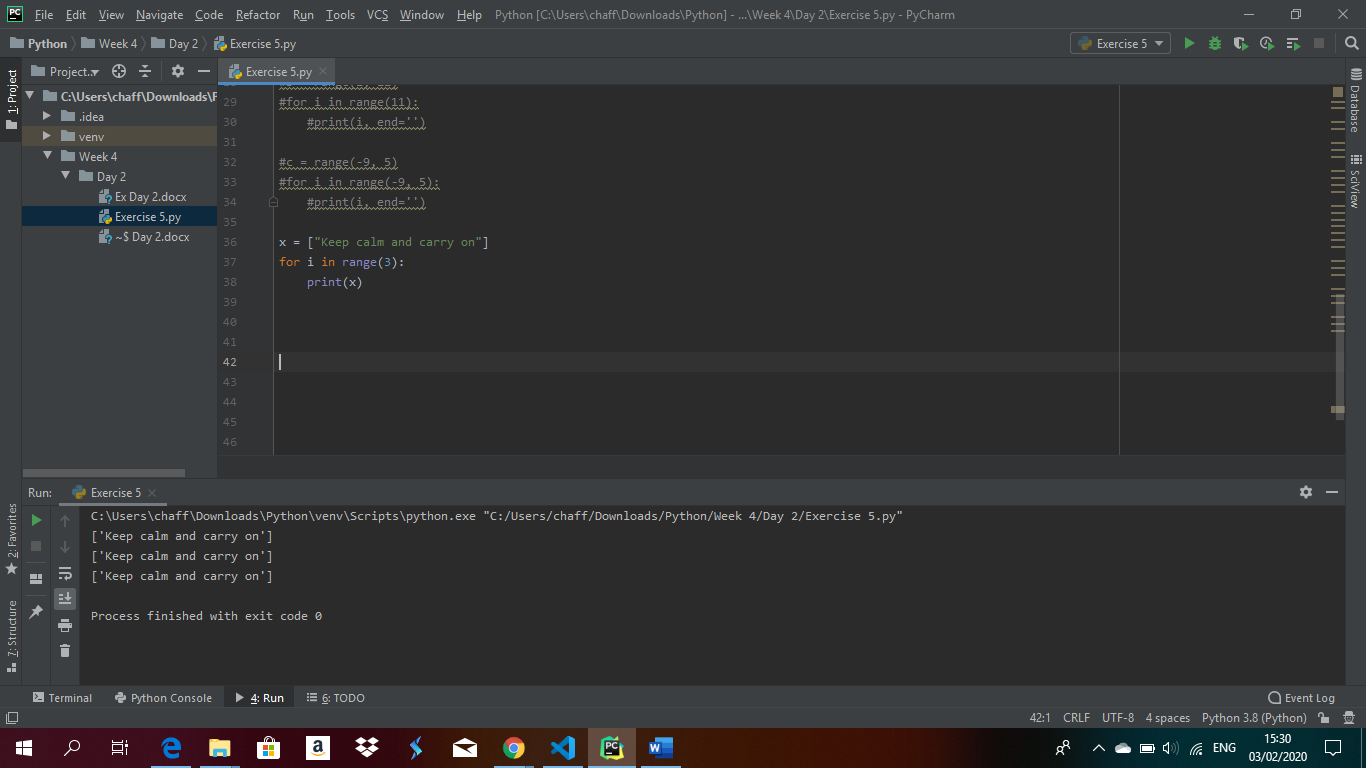 PC File Edit View Navigate Code Refactor Run Tools VCS Window Help Python [C:\Users\chaff\Downloads\Python] - ...\Week 4\Day 2\Exercise 5.py - PyCharm
Python Week 4 Day 2 Exercise 5.py Exercise 5
1: Project
Project..
Exercise 5.py
C:\Users\chaff\Downloads\P
.idea
venv
Week 4
Day 2
Ex Day 2.docx
Exercise 5.py
~$ Day 2.docx
29 #for i in range(11):
30 #print(i, end='')
31
32 #c = range(-9, 5)
33 #for i in range(-9, 5):
34 #print(i, end='')
35
36 x = ["Keep calm and carry on"]
37 for i in range(3):
38 print(x)
39
40
41
42
43
44
45
46
Database
SciView
Run: Exercise 5
2: Favorites
7: Structure
C:\Users\chaff\Downloads\Python\venv\Scripts\python.exe "C:/Users/chaff/Downloads/Python/Week 4/Day 2/Exercise 5.py"
['Keep calm and carry on']
['Keep calm and carry on']
['Keep calm and carry on']
Process finished with exit code 0
Terminal Python Console 4: Run 6: TODO Event Log
42:1 CRLF UTF-8 4 spaces Python 3.8 (Python)
a PC W ENG 15:30
03/02/2020